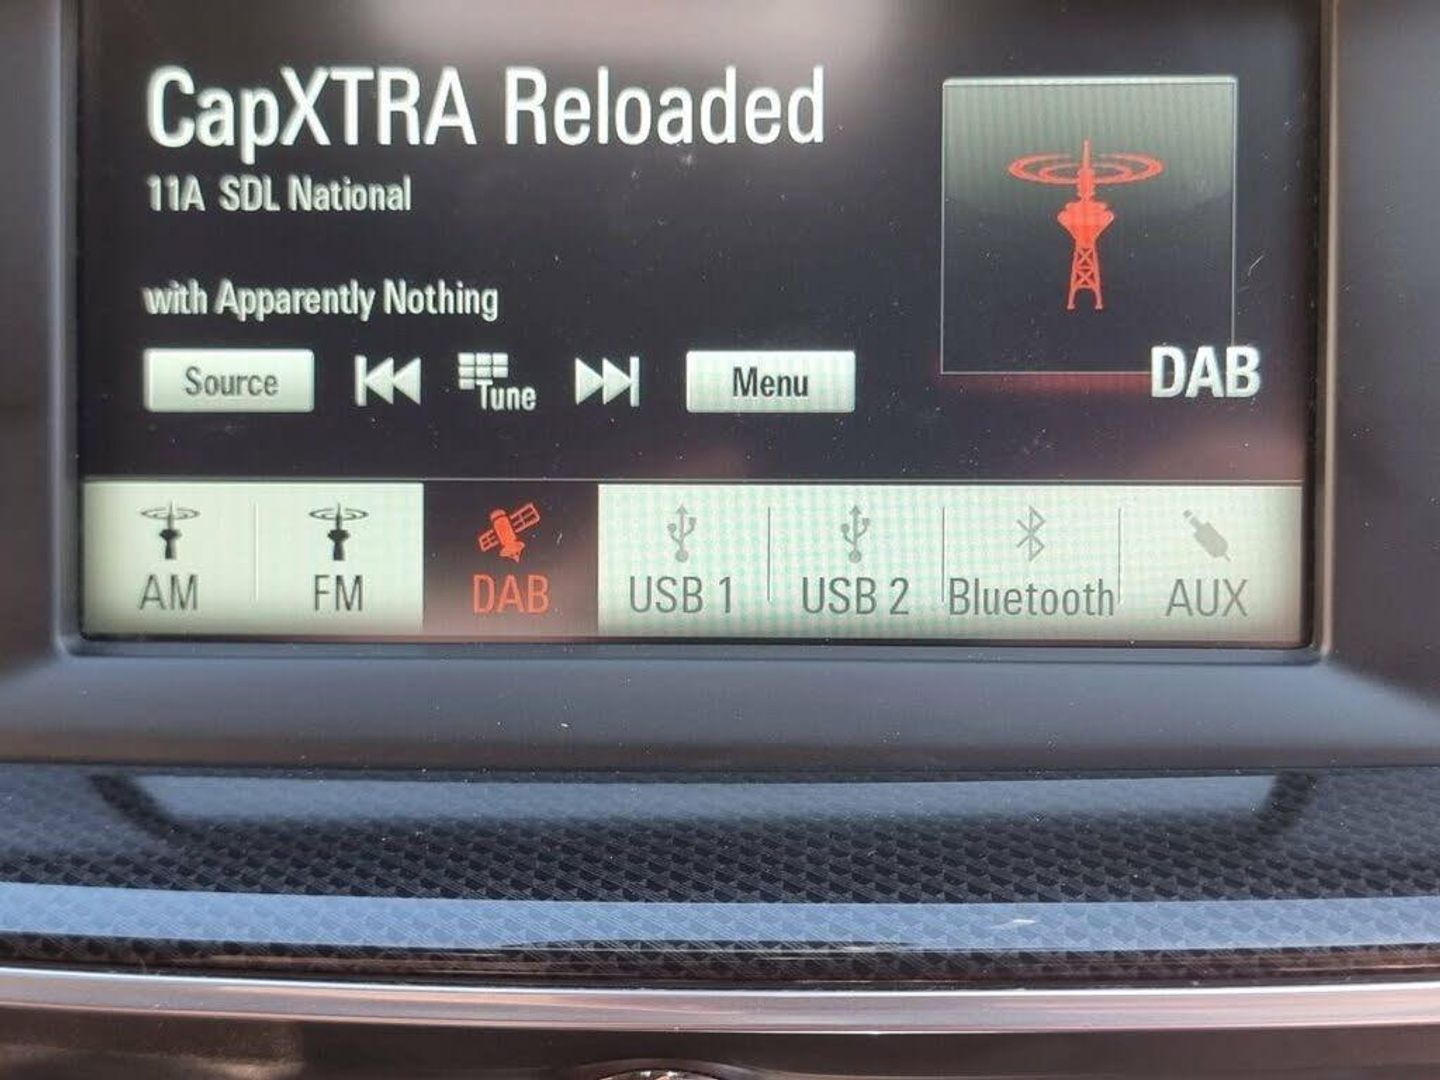 CapXTRA Reloaded
11A SDL National
with Apparently Nothing
Source
Tune
Menu
DAB
AM
FM
DAB
USB 1
USB 2
Bluetooth
AUX